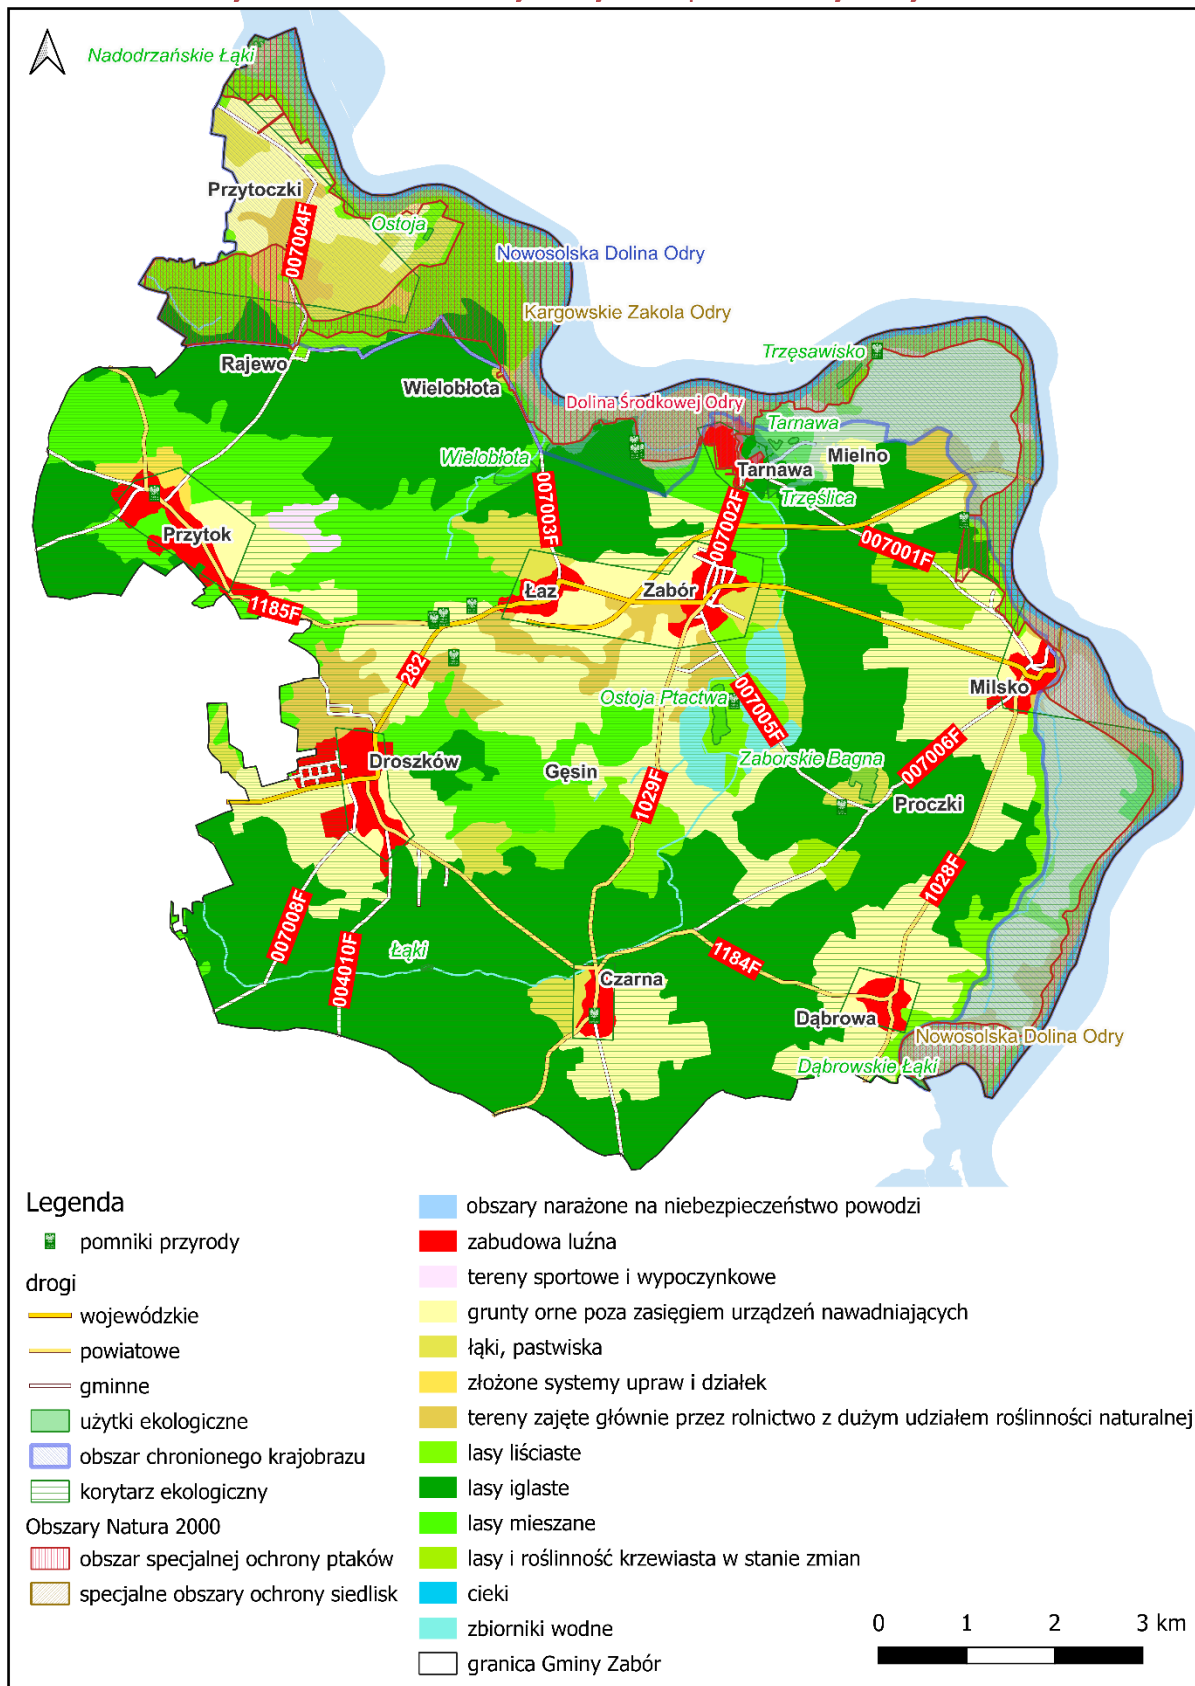 Nadodrzańskie Łąki
Przytoczki
Ostoja
007004F
Nowosolska Dolina Odry
Kargowskie Zakola Odry
Trzęsawisko
Rajewo
Wielobłota
Dolina Środkowej Odry
Tarnawa
Wielobłota
Mielno
Tarnawa
Trzęślica
007003F
007002F
007001F
Przytok
Łaz
Zabór
1185F
282
Milsko
Ostoja Ptactwa
007005F
Droszków
Gęsin
Zaborskie Bagna
007006F
1029F
Proczki
1028F
007008F
004010F
Łąki
1184F
Czarna
Dąbrowa
Nowosolska Dolina Odry
Dąbrowskie Łąki
Legenda
pomniki przyrody
drogi
wojewódzkie
powiatowe
gminne
użytki ekologiczne
obszar chronionego krajobrazu
korytarz ekologiczny
Obszary Natura 2000
obszar specjalnej ochrony ptaków
specjalne obszary ochrony siedlisk
obszary narażone na niebezpieczeństwo powodzi
zabudowa luźna
tereny sportowe i wypoczynkowe
grunty orne poza zasięgiem urządzeń nawadniających
łąki, pastwiska
złożone systemy upraw i działek
tereny zajęte głównie przez rolnictwo z dużym udziałem roślinności naturalnej
lasy liściaste
lasy iglaste
lasy mieszane
lasy i roślinność krzewiasta w stanie zmian
cieki
zbiorniki wodne
granica Gminy Zabór
0 1 2 3 km